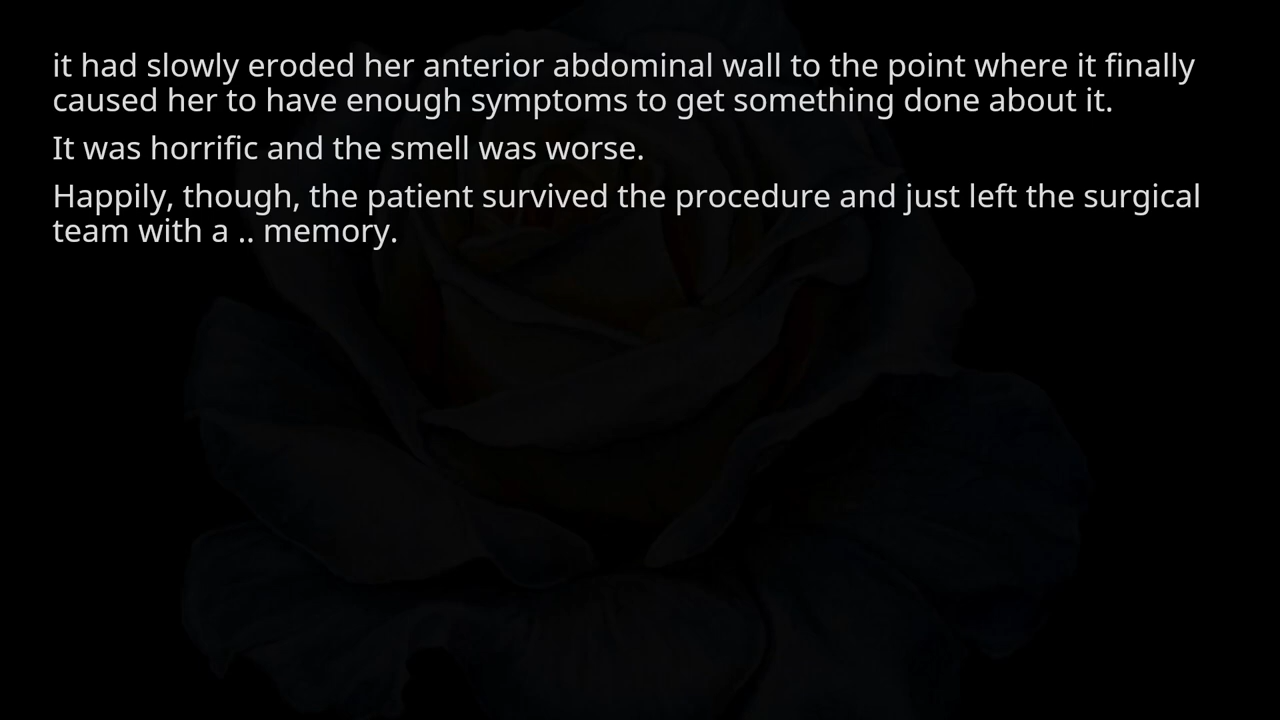 it had slowly eroded her anterior abdominal wall to the point where it finally
caused her to have enough symptoms to get something done about it.
It was horrific and the smell was worse.
Happily, though, the patient survived the procedure and just left the surgical
team with a .. memory.